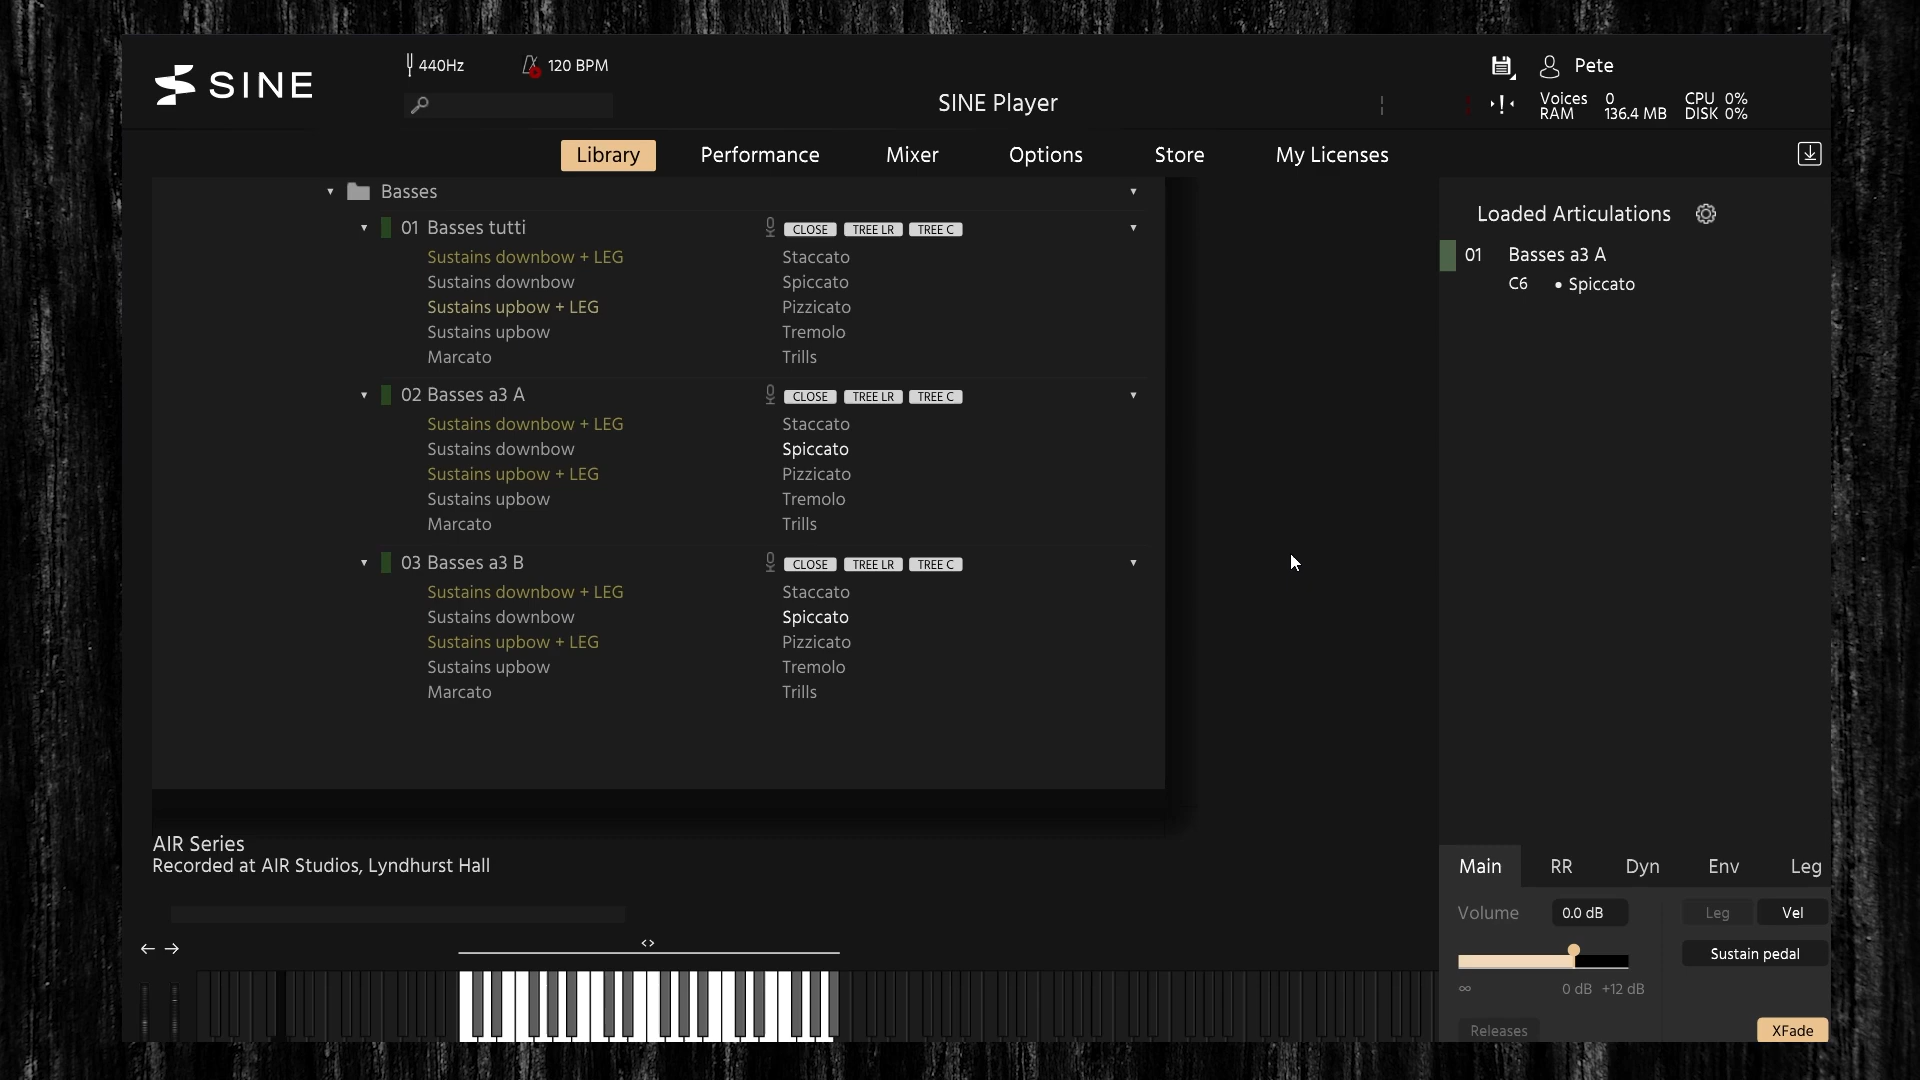 SINE
440Hz
120 BPM
SINE Player
Pete
Voices 0 CPU 0%
RAM 136.4 MB DISK 0%
Library Performance Mixer Options Store My Licenses
Basses
01 Basses tutti CLOSE TREE LR TREE C
Sustains downbow + LEG Staccato
Sustains downbow Spiccato
Sustains upbow + LEG Pizzicato
Sustains upbow Tremolo
Marcato Trills
02 Basses a3 A CLOSE TREE LR TREE C
Sustains downbow + LEG Staccato
Sustains downbow Spiccato
Sustains upbow + LEG Pizzicato
Sustains upbow Tremolo
Marcato Trills
03 Basses a3 B CLOSE TREE LR TREE C
Sustains downbow + LEG Staccato
Sustains downbow Spiccato
Sustains upbow + LEG Pizzicato
Sustains upbow Tremolo
Marcato Trills
Loaded Articulations
01 Basses a3 A
C6 • Spiccato
AIR Series
Recorded at AIR Studios, Lyndhurst Hall
Main RR Dyn Env Leg
Volume 0.0 dB Leg Vel
Sustain pedal
∞ 0 dB +12 dB
Releases XFade